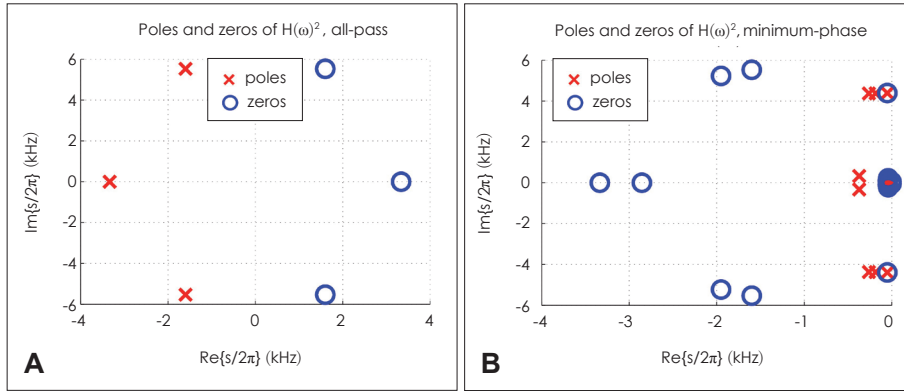 Poles and zeros of H(ω)², all-pass
6
4
2
0
-2
-4
-6
-4
-2
0
2
4
Im{s/2π} (kHz)
Re{s/2π} (kHz)
poles
zeros
A
Poles and zeros of H(ω)², minimum-phase
6
4
2
0
-2
-4
-6
-4
-3
-2
-1
0
Im{s/2π} (kHz)
Re{s/2π} (kHz)
poles
zeros
B